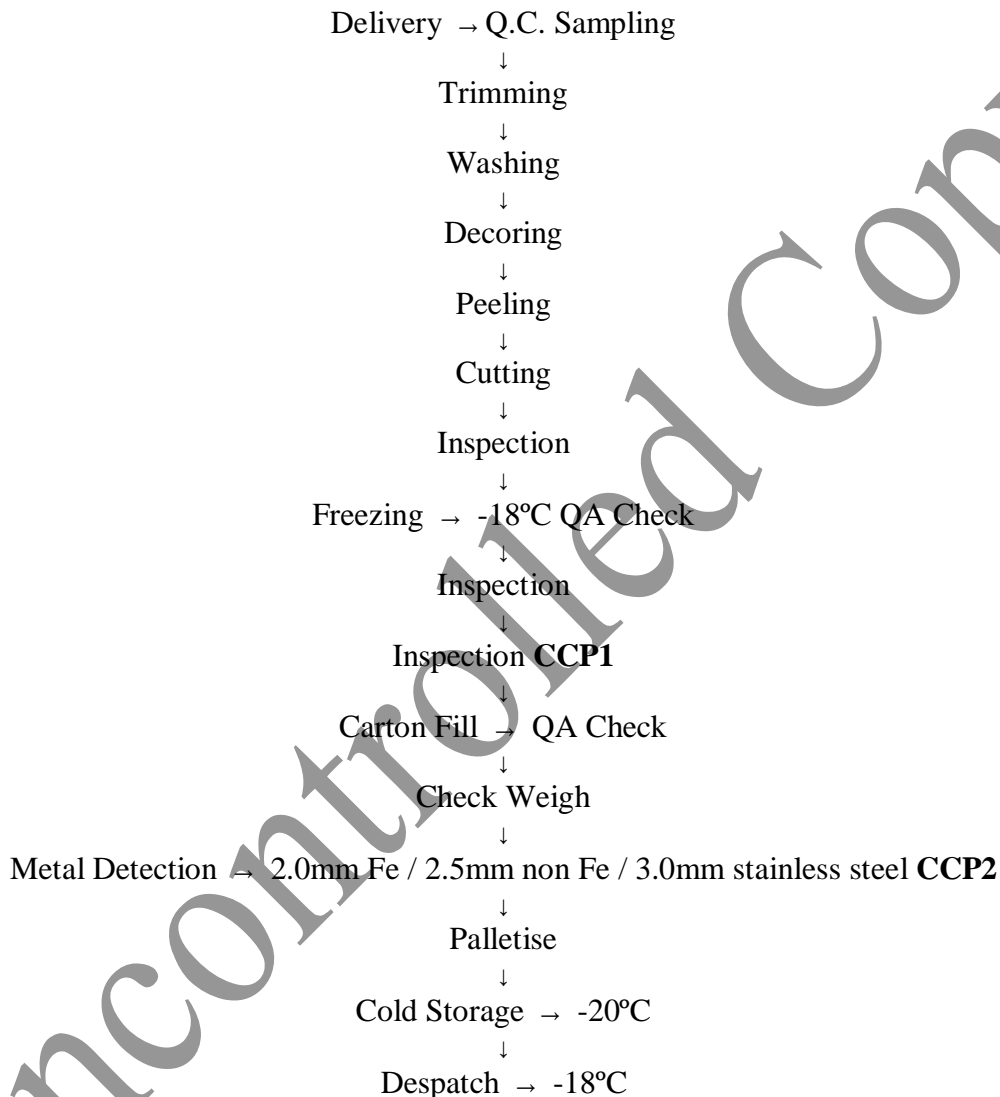 Delivery → Q.C. Sampling
↓
Trimming
↓
Washing
↓
Decoring
↓
Peeling
↓
Cutting
↓
Inspection
↓
Freezing → -18ºC QA Check
↓
Inspection
↓
Inspection CCP1
↓
Carton Fill → QA Check
↓
Check Weigh
↓
Metal Detection → 2.0mm Fe / 2.5mm non Fe / 3.0mm stainless steel CCP2
↓
Palletise
↓
Cold Storage → -20ºC
↓
Despatch → -18ºC
ncontrolled Cop